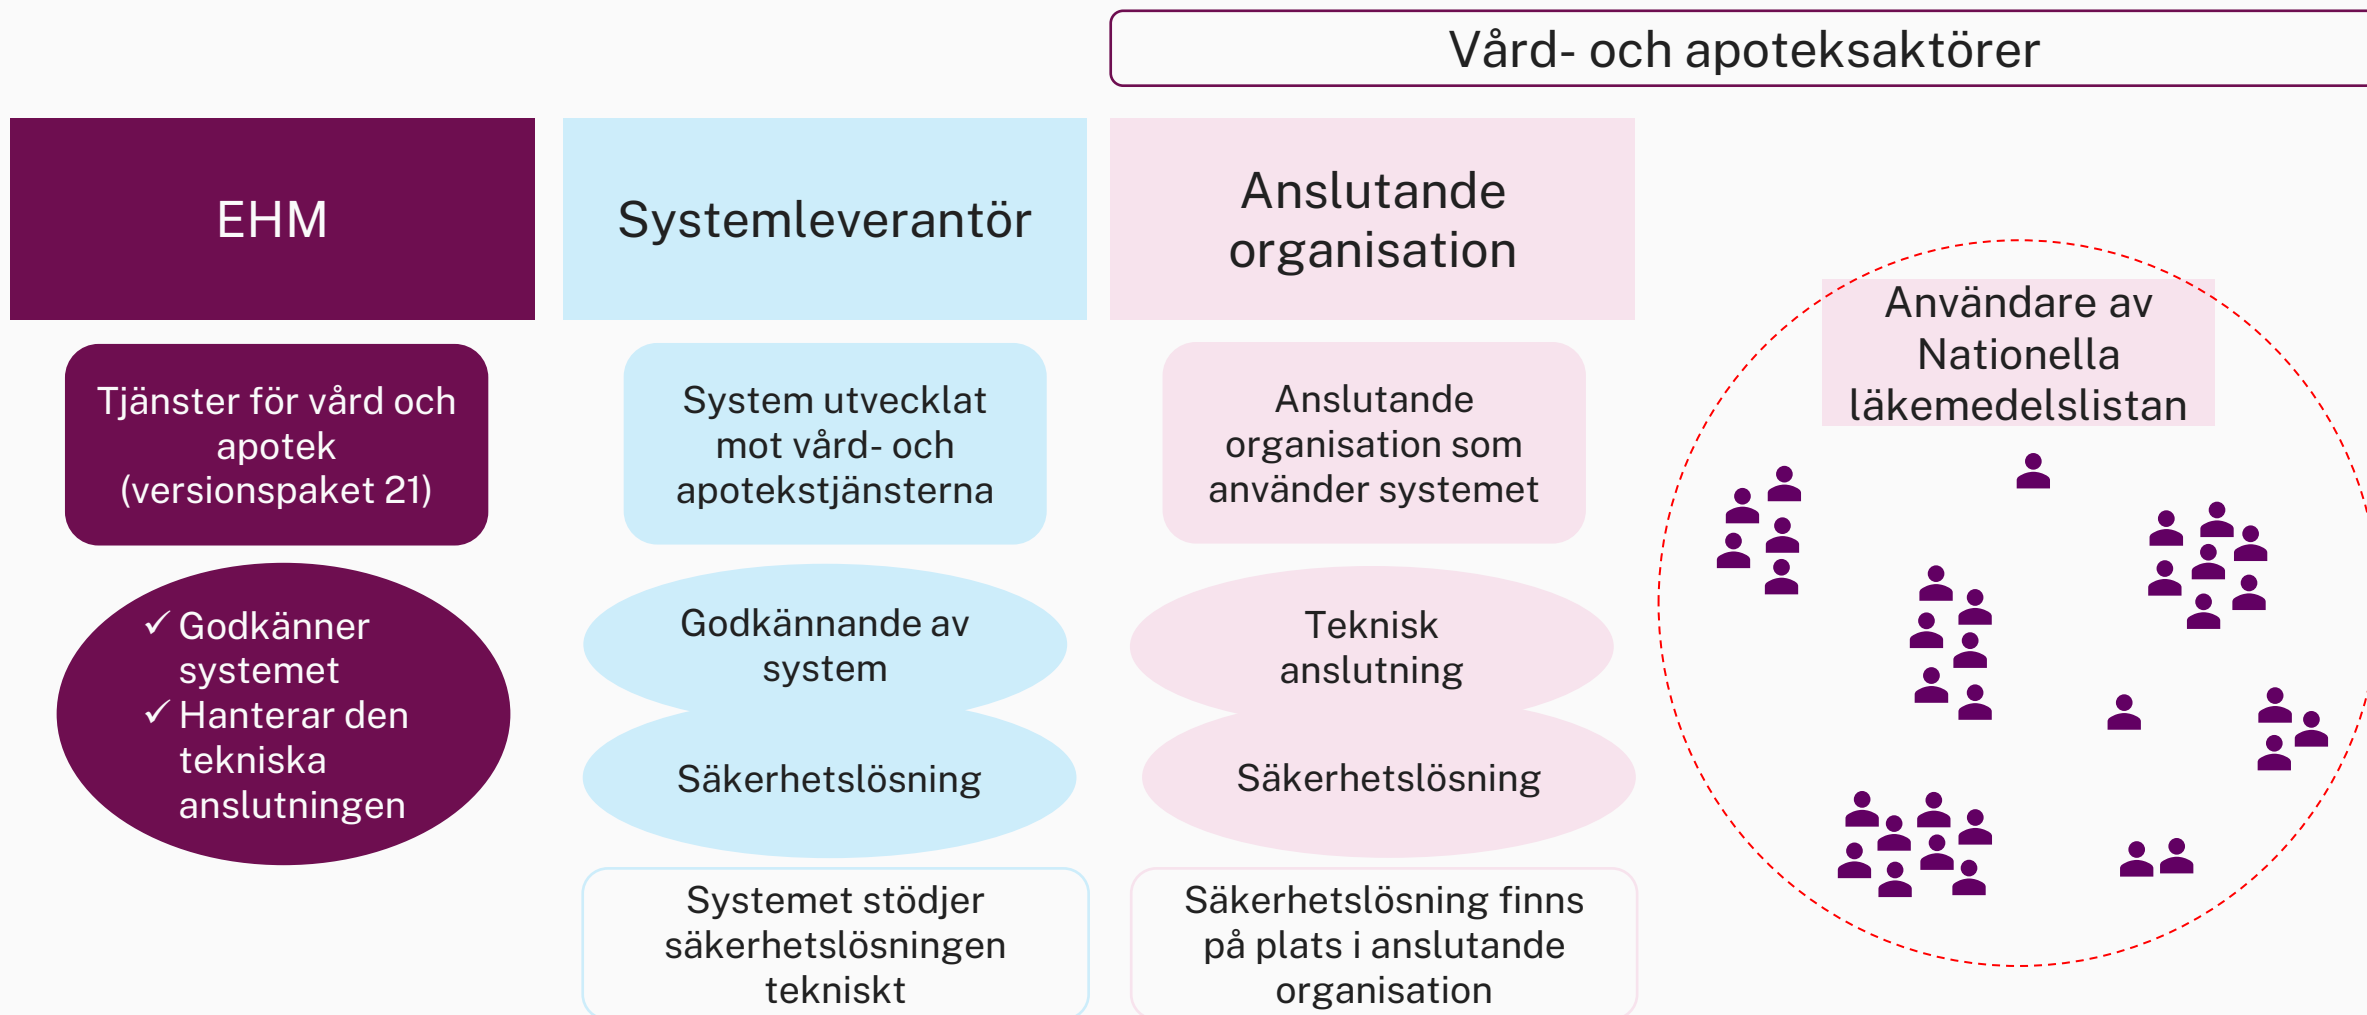 Vård- och apoteksaktörer
EHM
Tjänster för vård och
apotek
(versionspaket 21)
✓ Godkänner
systemet
✓ Hanterar den
tekniska
anslutningen
Systemleverantör
System utvecklat
mot vård- och
apotekstjänsterna
Godkännande av
system
Säkerhetslösning
Systemet stödjer
säkerhetslösningen
tekniskt
Anslutande
organisation
Anslutande
organisation som
använder systemet
Teknisk
anslutning
Säkerhetslösning
Säkerhetslösning finns
på plats i anslutande
organisation
Användare av
Nationella
läkemedelslistan